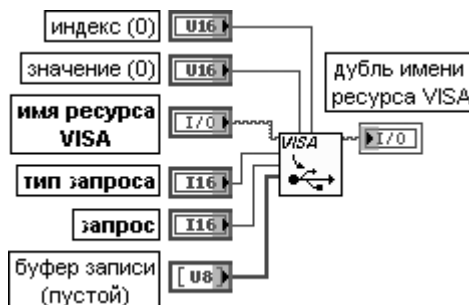 индекс (0)
U16
значение (0)
U16
дубль имени
ресурса VISA
имя ресурса
VISA
I/O
VISA
I/O
тип запроса
I16
запрос
I16
буфер записи
(пустой)
[U8]